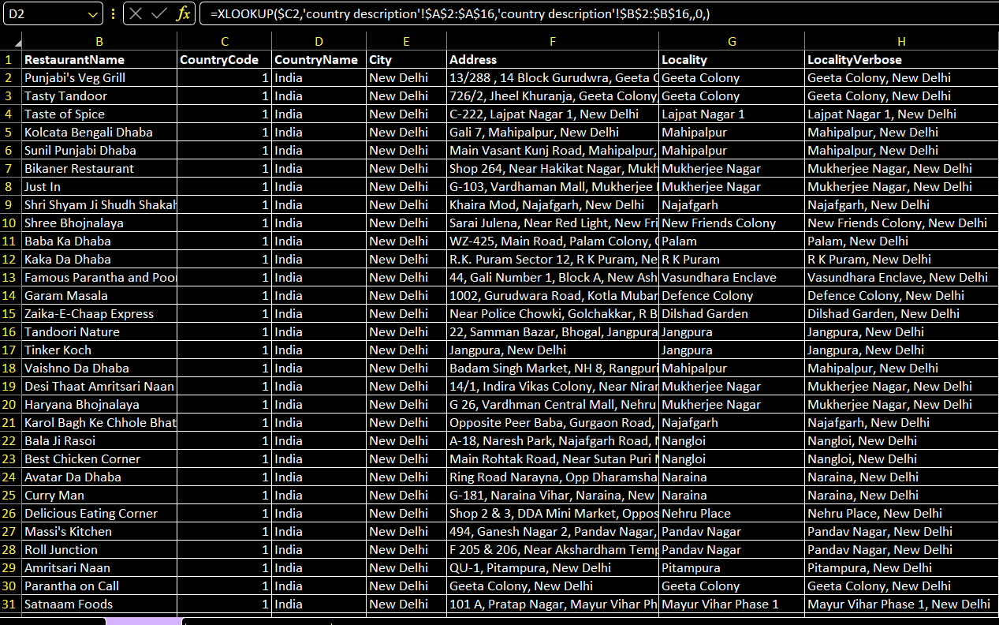 D2 fx =XLOOKUP($C2,'country description'!$A$2:$A$16,'country description'!$B$2:$B$16,,0,)
B C D E F G H
1 RestaurantName CountryCode CountryName City Address Locality LocalityVerbose
2 Punjabi's Veg Grill 1 India New Delhi 13/288 , 14 Block Gurudwra, Geeta Geeta Colony Geeta Colony, New Delhi
3 Tasty Tandoor 1 India New Delhi 726/2, Jheel Khuranja, Geeta Colony, Geeta Colony Geeta Colony, New Delhi
4 Taste of Spice 1 India New Delhi C-222, Lajpat Nagar 1, New Delhi Lajpat Nagar 1 Lajpat Nagar 1, New Delhi
5 Kolcata Bengali Dhaba 1 India New Delhi Gali 7, Mahipalpur, New Delhi Mahipalpur Mahipalpur, New Delhi
6 Sunil Punjabi Dhaba 1 India New Delhi Main Vasant Kunj Road, Mahipalpur, Mahipalpur Mahipalpur, New Delhi
7 Bikaner Restaurant 1 India New Delhi Shop 264, Near Hakikat Nagar, Mukh Mukherjee Nagar Mukherjee Nagar, New Delhi
8 Just In 1 India New Delhi G-103, Vardhaman Mall, Mukherjee Mukherjee Nagar Mukherjee Nagar, New Delhi
9 Shri Shyam Ji Shudh Shakah 1 India New Delhi Khaira Mod, Najafgarh, New Delhi Najafgarh Najafgarh, New Delhi
10 Shree Bhojnalaya 1 India New Delhi Sarai Julena, Near Red Light, New Fri New Friends Colony New Friends Colony, New Delhi
11 Baba Ka Dhaba 1 India New Delhi WZ-425, Main Road, Palam Colony, Palam Palam, New Delhi
12 Kaka Da Dhaba 1 India New Delhi R.K. Puram Sector 12, R K Puram, Ne R K Puram R K Puram, New Delhi
13 Famous Parantha and Poo 1 India New Delhi 44, Gali Number 1, Block A, New Ash Vasundhara Enclave Vasundhara Enclave, New Delhi
14 Garam Masala 1 India New Delhi 1002, Gurudwara Road, Kotla Mubar Defence Colony Defence Colony, New Delhi
15 Zaika-E-Chaap Express 1 India New Delhi Near Police Chowki, Golchakkar, R B Dilshad Garden Dilshad Garden, New Delhi
16 Tandoori Nature 1 India New Delhi 22, Samman Bazar, Bhogal, Jangpura Jangpura Jangpura, New Delhi
17 Tinker Koch 1 India New Delhi Jangpura, New Delhi Jangpura Jangpura, New Delhi
18 Vaishno Da Dhaba 1 India New Delhi Badam Singh Market, NH 8, Rangpuri Mahipalpur Mahipalpur, New Delhi
19 Desi Thaat Amritsari Naan 1 India New Delhi 14/1, Indira Vikas Colony, Near Nirar Mukherjee Nagar Mukherjee Nagar, New Delhi
20 Haryana Bhojnalaya 1 India New Delhi G 26, Vardhman Central Mall, Nehru Mukherjee Nagar Mukherjee Nagar, New Delhi
21 Karol Bagh Ke Chhole Bhat 1 India New Delhi Opposite Peer Baba, Gurgaon Road, Najafgarh Najafgarh, New Delhi
22 Bala Ji Rasoi 1 India New Delhi A-18, Naresh Park, Najafgarh Road, Nangloi Nangloi, New Delhi
23 Best Chicken Corner 1 India New Delhi Main Rohtak Road, Near Sutan Puri Nangloi Nangloi, New Delhi
24 Avatar Da Dhaba 1 India New Delhi Ring Road Narayna, Opp Dharamsha Naraina Naraina, New Delhi
25 Curry Man 1 India New Delhi G-181, Naraina Vihar, Naraina, New Naraina Naraina, New Delhi
26 Delicious Eating Corner 1 India New Delhi Shop 2 & 3, DDA Mini Market, Oppos Nehru Place Nehru Place, New Delhi
27 Massi's Kitchen 1 India New Delhi 494, Ganesh Nagar 2, Pandav Nagar, Pandav Nagar Pandav Nagar, New Delhi
28 Roll Junction 1 India New Delhi F 205 & 206, Near Akshardham Temp Pandav Nagar Pandav Nagar, New Delhi
29 Amritsari Naan 1 India New Delhi QU-1, Pitampura, New Delhi Pitampura Pitampura, New Delhi
30 Parantha on Call 1 India New Delhi Geeta Colony, New Delhi Geeta Colony Geeta Colony, New Delhi
31 Satnaam Foods 1 India New Delhi 101 A, Pratap Nagar, Mayur Vihar Ph Mayur Vihar Phase 1 Mayur Vihar Phase 1, New Delhi